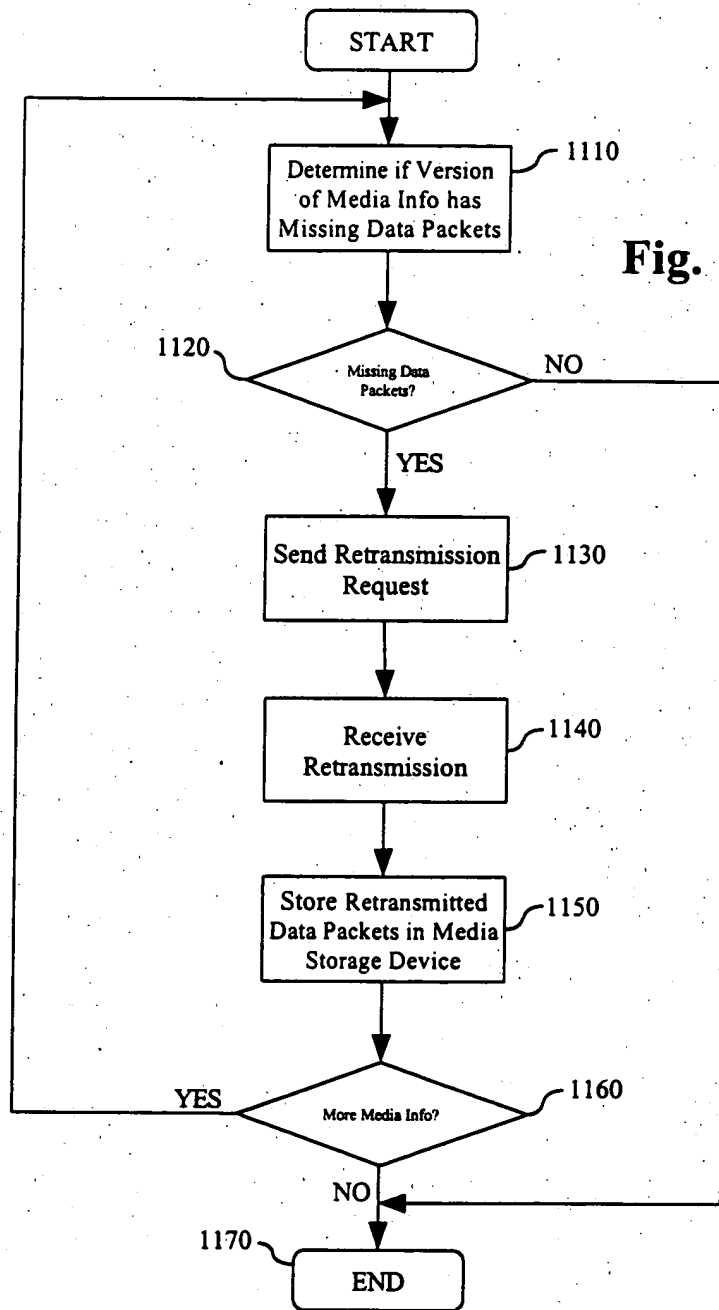 START
1110
Determine if Version
of Media Info has
Missing Data Packets
Fig.
1120
Missing Data
Packets?
NO
YES
Send Retransmission
Request
1130
Receive
Retransmission
1140
Store Retransmitted
Data Packets in Media
Storage Device
1150
YES
More Media Info?
1160
NO
1170
END